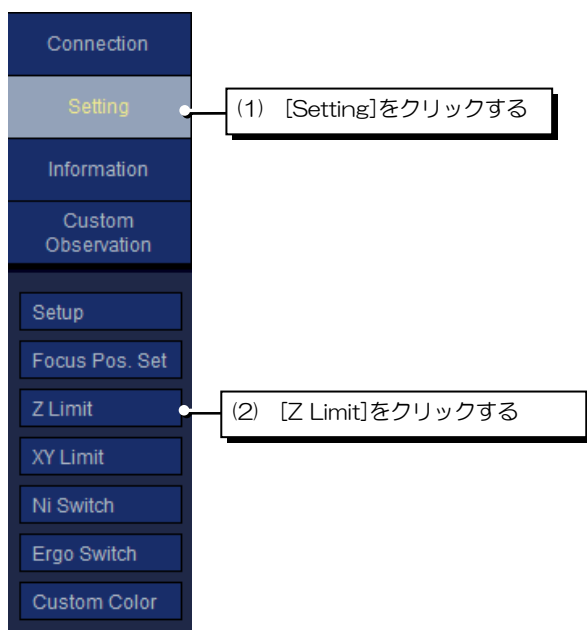 Connection
Setting
(1) [Setting]をクリックする
Information
Custom
Observation
Setup
Focus Pos. Set
Z Limit
(2) [Z Limit]をクリックする
XY Limit
Ni Switch
Ergo Switch
Custom Color